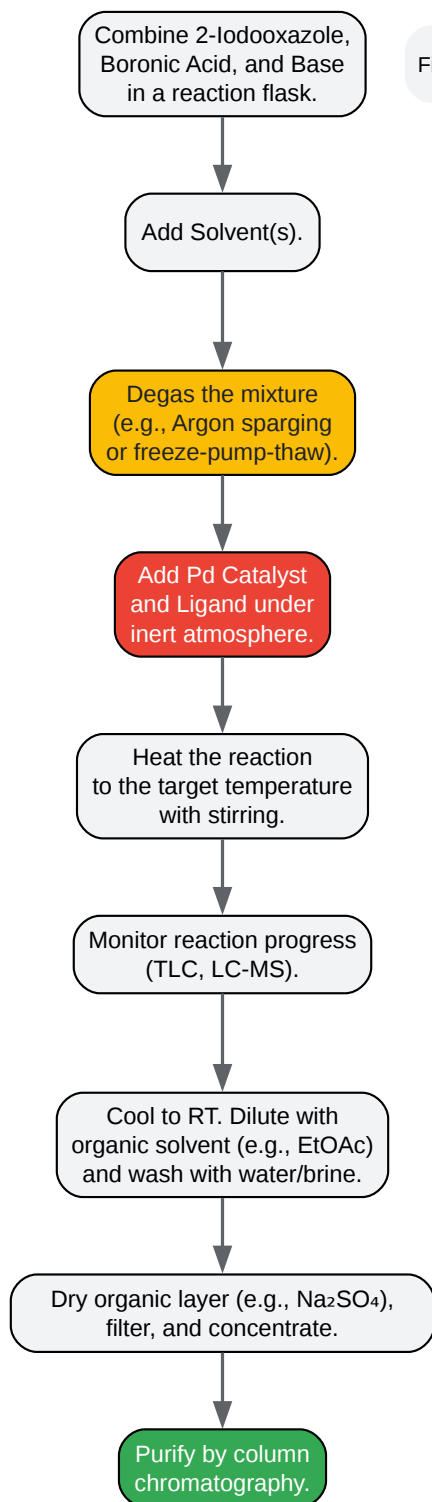 Combine 2-Iodooxazole,
Boronic Acid, and Base
in a reaction flask.
Add Solvent(s).
Degas the mixture
(e.g., Argon sparging
or freeze-pump-thaw).
Add Pd Catalyst
and Ligand under
inert atmosphere.
Heat the reaction
to the target temperature
with stirring.
Monitor reaction progress
(TLC, LC-MS).
Cool to RT. Dilute with
organic solvent (e.g., EtOAc)
and wash with water/brine.
Dry organic layer (e.g., Na₂SO₄),
filter, and concentrate.
Purify by column
chromatography.